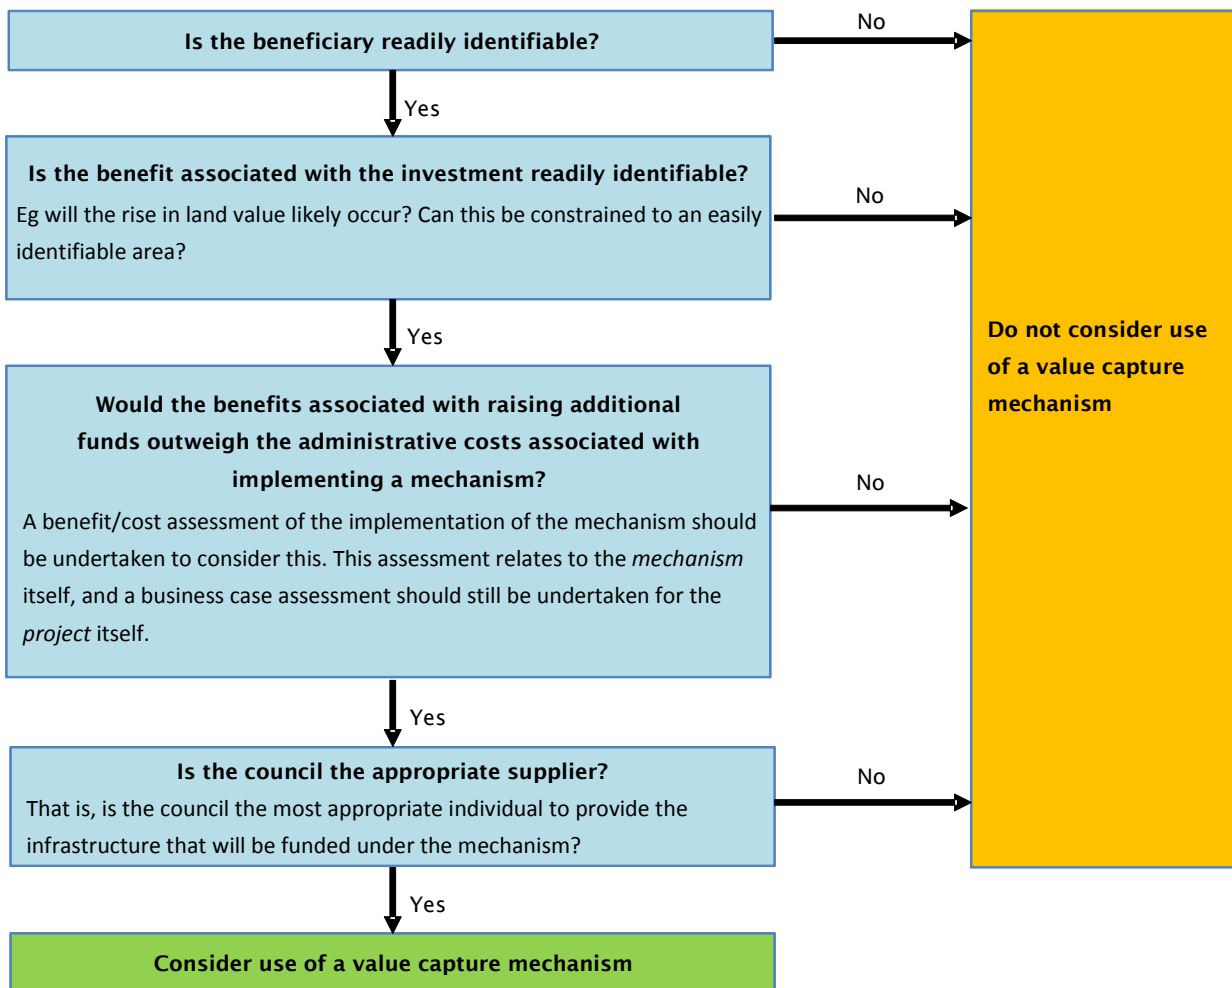 Is the beneficiary readily identifiable?
No
Yes
Is the benefit associated with the investment readily identifiable?
Eg will the rise in land value likely occur? Can this be constrained to an easily
identifiable area?
No
Yes
Would the benefits associated with raising additional
funds outweigh the administrative costs associated with
implementing a mechanism?
A benefit/cost assessment of the implementation of the mechanism should
be undertaken to consider this. This assessment relates to the mechanism
itself, and a business case assessment should still be undertaken for the
project itself.
No
Do not consider use
of a value capture
mechanism
Yes
Is the council the appropriate supplier?
That is, is the council the most appropriate individual to provide the
infrastructure that will be funded under the mechanism?
No
Yes
Consider use of a value capture mechanism